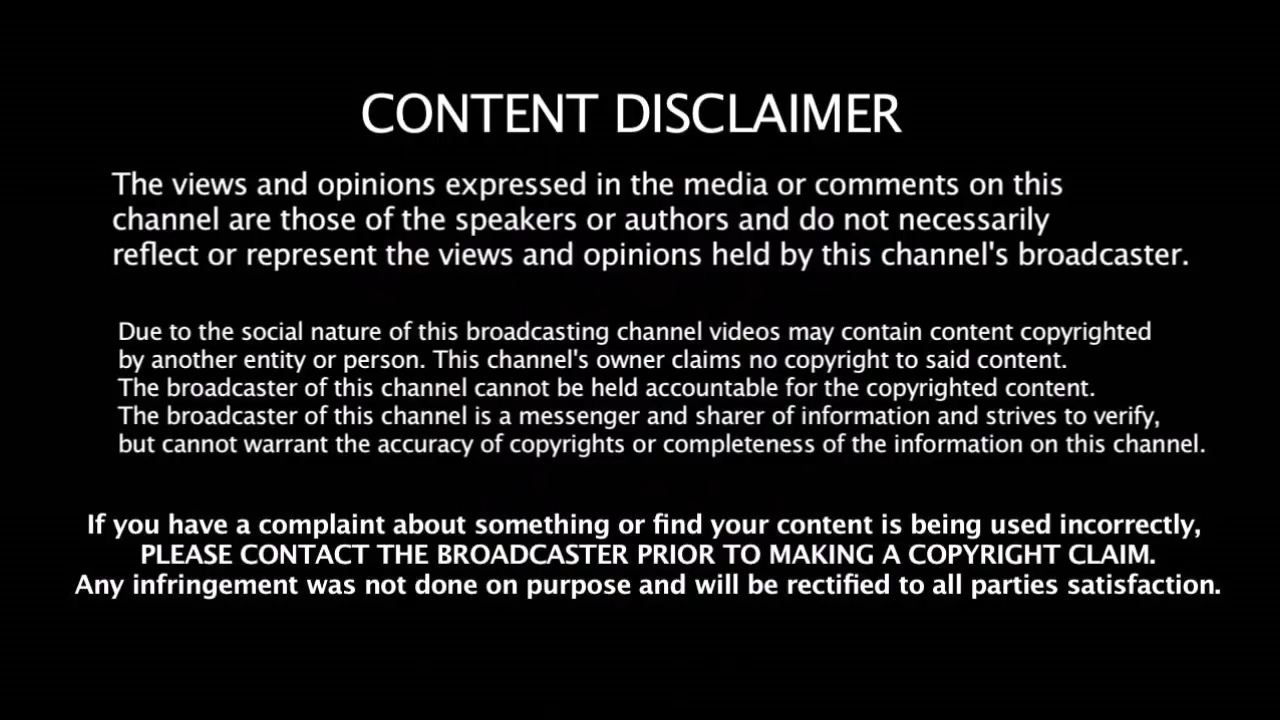 CONTENT DISCLAIMER
The views and opinions expressed in the media or comments on this
channel are those of the speakers or authors and do not necessarily
reflect or represent the views and opinions held by this channel's broadcaster.
Due to the social nature of this broadcasting channel videos may contain content copyrighted
by another entity or person. This channel's owner claims no copyright to said content.
The broadcaster of this channel cannot be held accountable for the copyrighted content.
The broadcaster of this channel is a messenger and sharer of information and strives to verify,
but cannot warrant the accuracy of copyrights or completeness of the information on this channel.
If you have a complaint about something or find your content is being used incorrectly,
PLEASE CONTACT THE BROADCASTER PRIOR TO MAKING A COPYRIGHT CLAIM.
Any infringement was not done on purpose and will be rectified to all parties satisfaction.